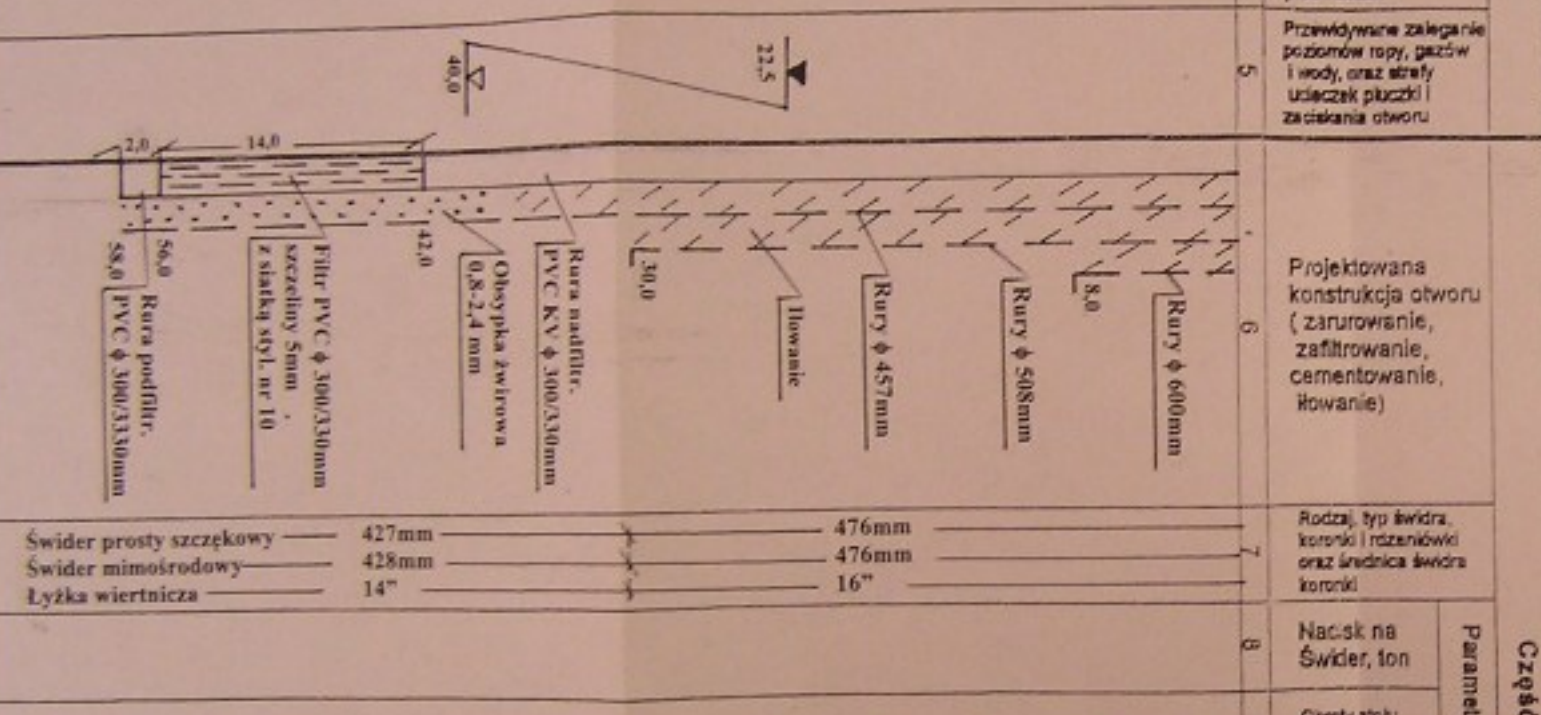 5
Przewidywane zaleganie
poziomów ropy, gazów
i wody, oraz strefy
ucieczek płuczki i
zaciskania otworu
40,0
22,5
2,0
14,0
58,0
56,0
42,0
30,0
8,0
Rura podfiltr.
PVC ϕ 300/3330mm
Filtr PVC ϕ 300/330mm
szczeliny 5mm
z siatką styl. nr 10
Obsypka żwirowa
0,8-2,4 mm
Rura nadfiltr.
PVC KV ϕ 300/330mm
Iłowanie
Rury ϕ 457mm
Rury ϕ 508mm
Rury ϕ 600mm
6
Projektowana
konstrukcja otworu
( zarurowanie,
zafiltrowanie,
cementowanie,
iłowanie)
Świder prosty szczękowy 427mm 476mm
Świder mimośrodowy 428mm 476mm
Łyżka wiertnicza 14” 16”
7
Rodzaj, typ świdra,
koronki i rdzeniówki
oraz średnica świdra
koronki
8
Nacisk na
Świder, ton
Paramet
Część